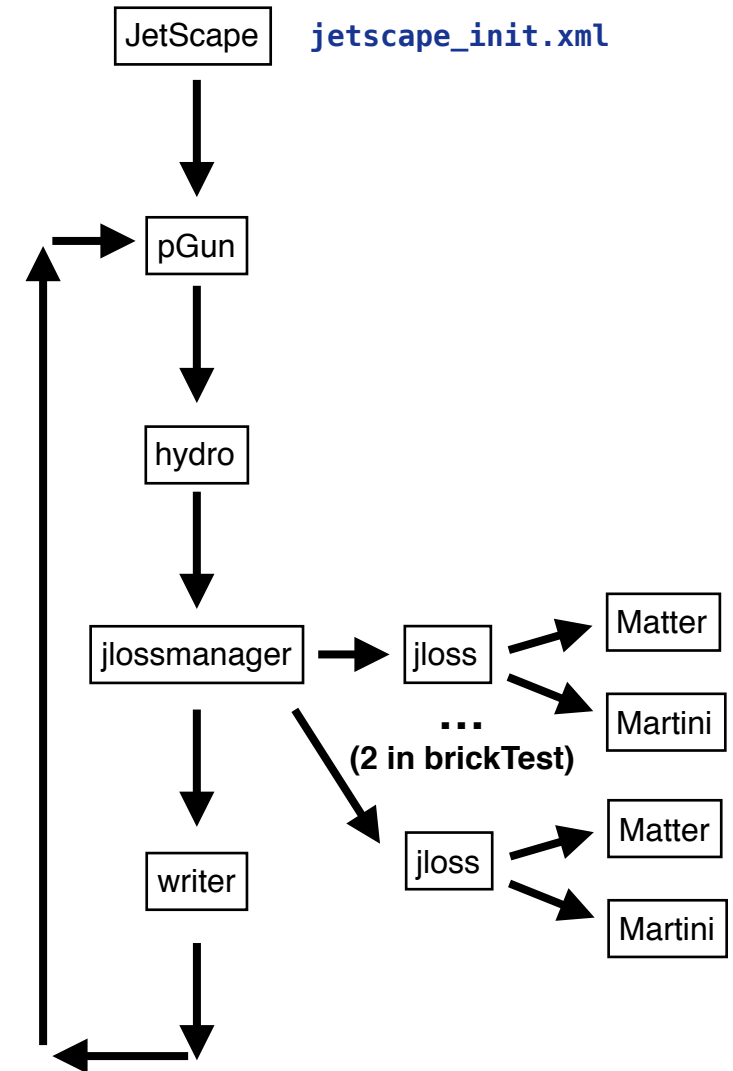 JetScape jetscape_init.xml
pGun
hydro
jlossmanager
jloss
Matter
Martini
...
(2 in brickTest)
jloss
Matter
Martini
writer